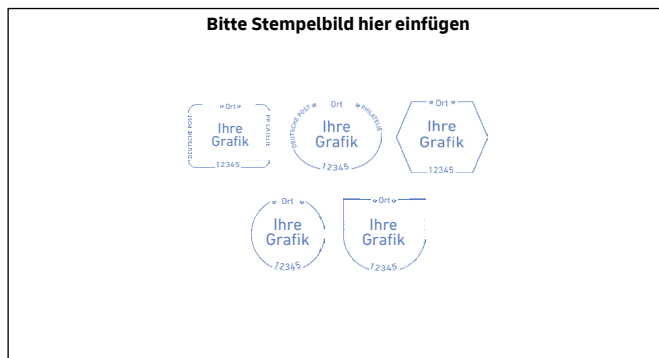 Bitte Stempelbild hier einfügen
Ort
DEUTSCHE POST
PHILATELIE
Ihre
Grafik
12345
Ort
DEUTSCHE POST
PHILATELIE
Ihre
Grafik
12345
Ort
Ihre
Grafik
12345
Ort
Ihre
Grafik
12345
Ort
Ihre
Grafik
12345